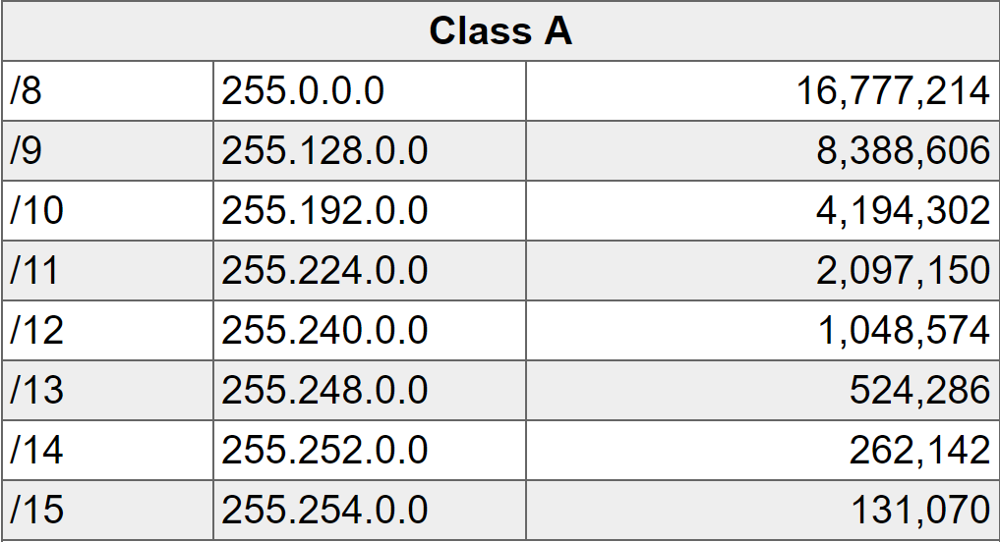 Class A
/8 255.0.0.0 16,777,214
/9 255.128.0.0 8,388,606
/10 255.192.0.0 4,194,302
/11 255.224.0.0 2,097,150
/12 255.240.0.0 1,048,574
/13 255.248.0.0 524,286
/14 255.252.0.0 262,142
/15 255.254.0.0 131,070